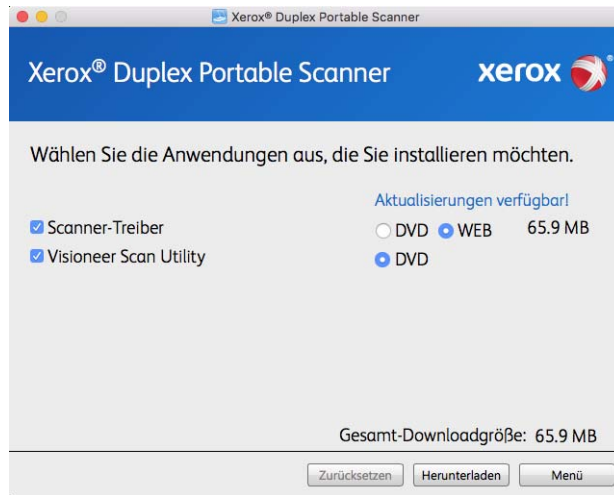 Xerox® Duplex Portable Scanner
Xerox® Duplex Portable Scanner xerox®
Wählen Sie die Anwendungen aus, die Sie installieren möchten.
Aktualisierungen verfügbar!
Scanner-Treiber DVD WEB 65.9 MB
Visioneer Scan Utility DVD
Gesamt-Downloadgröße: 65.9 MB
Zurücksetzen Herunterladen Menü